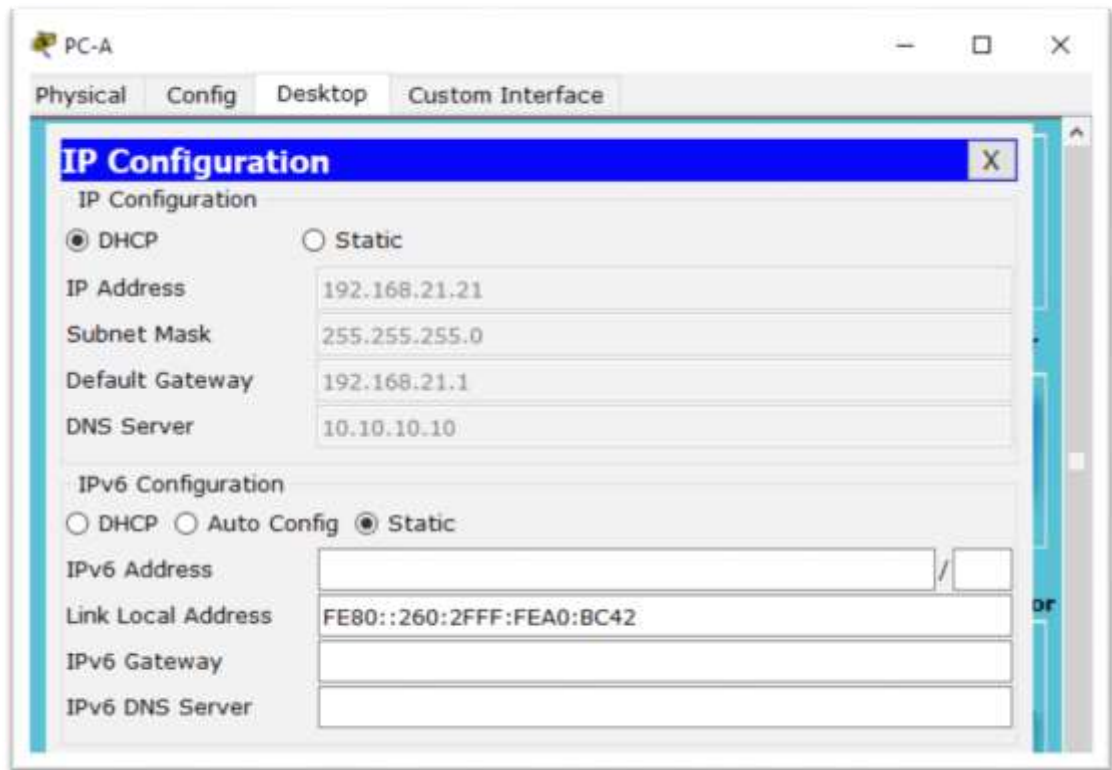 PC-A
Physical Config Desktop Custom Interface
IP Configuration X
IP Configuration
DHCP Static
IP Address 192.168.21.21
Subnet Mask 255.255.255.0
Default Gateway 192.168.21.1
DNS Server 10.10.10.10
IPv6 Configuration
DHCP Auto Config Static
IPv6 Address /
Link Local Address FE80::260:2FFF:FEA0:BC42
or
IPv6 Gateway
IPv6 DNS Server